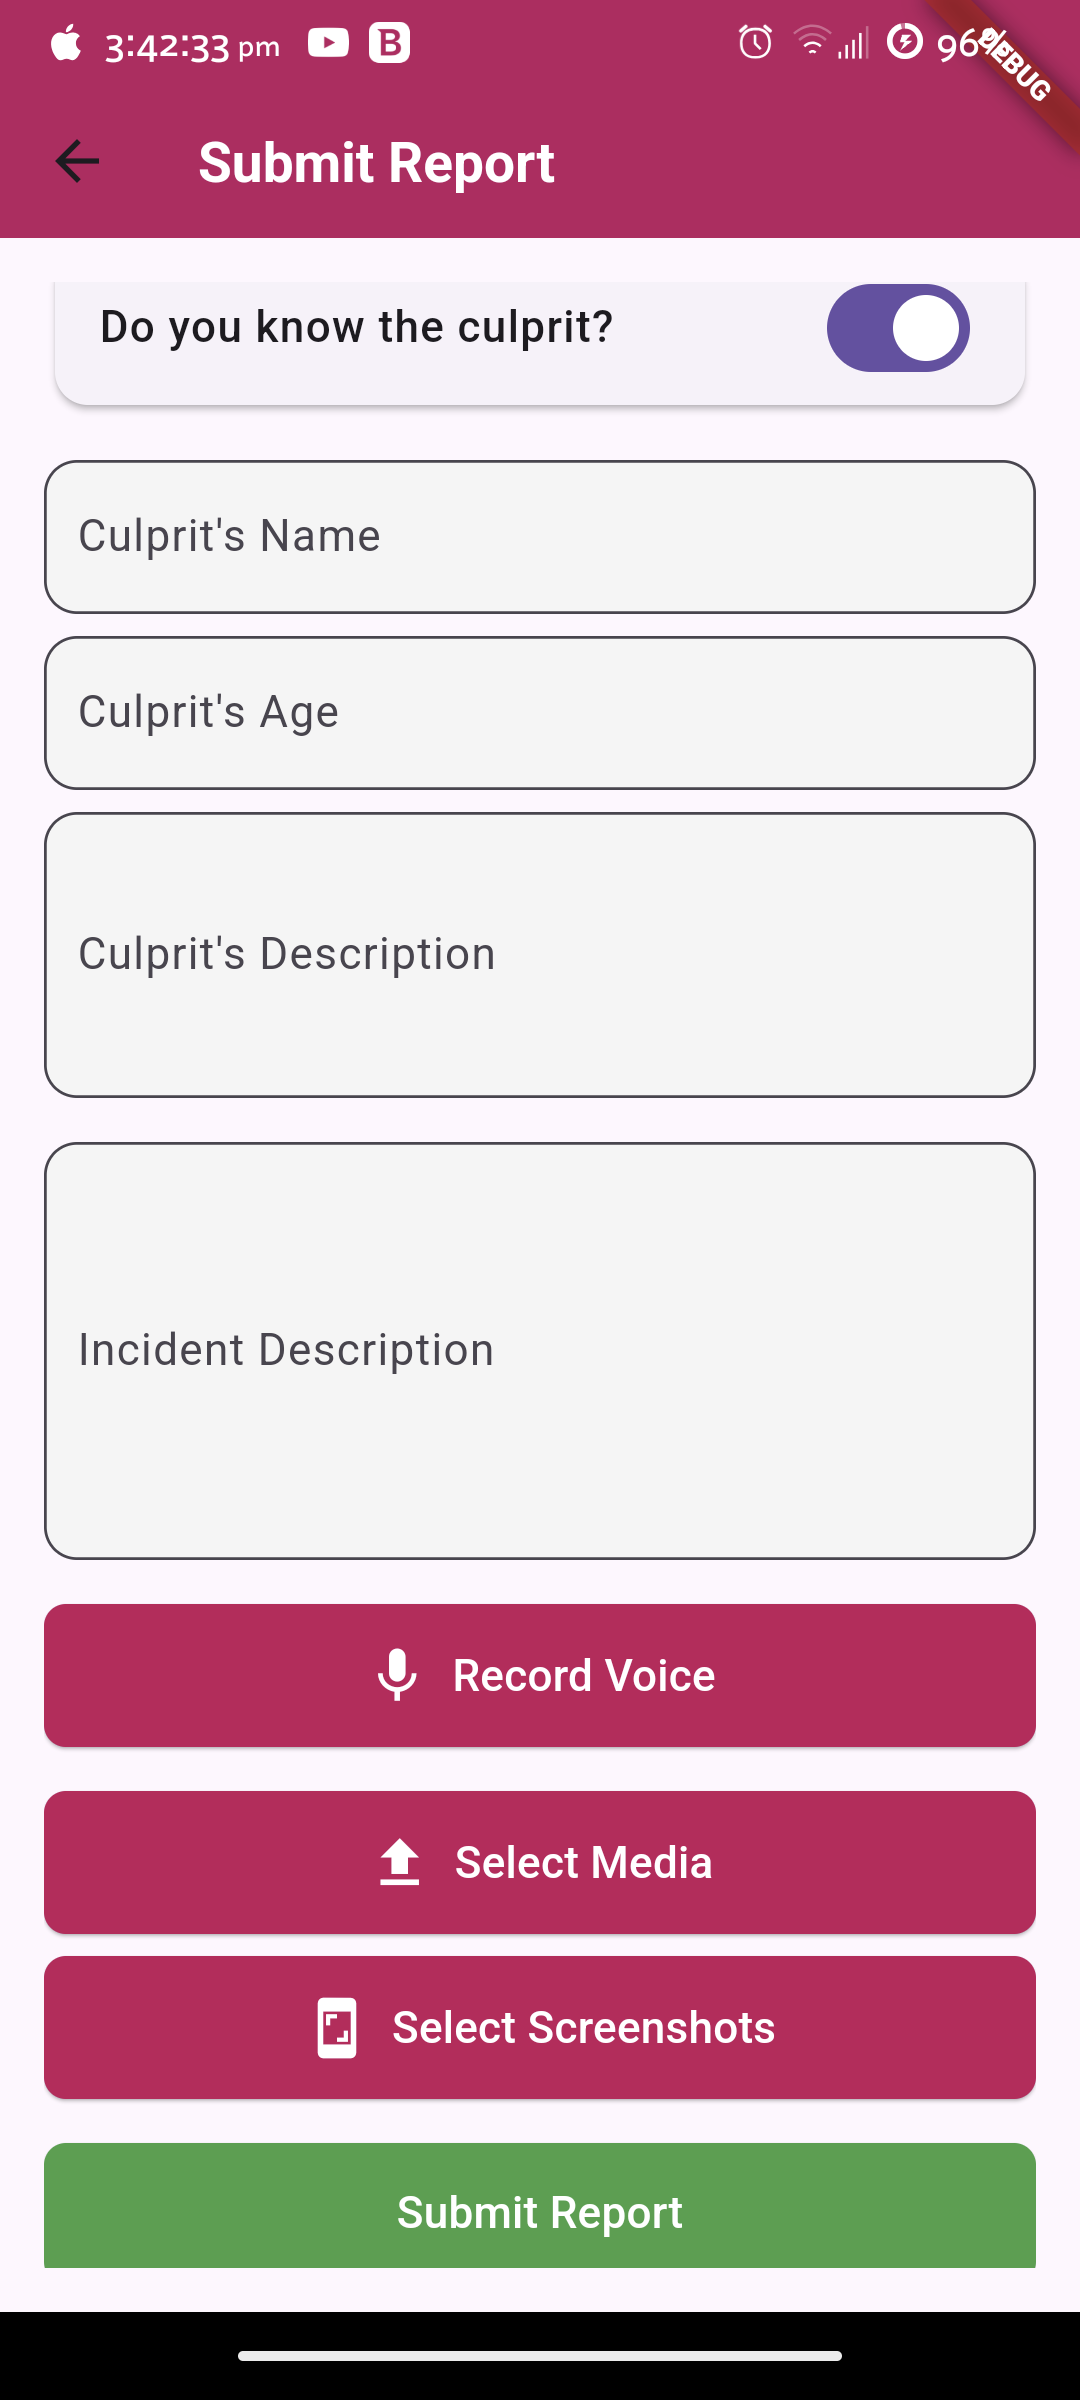 3:42:33 pm
96%
DEBUG
Submit Report
Do you know the culprit?
Culprit's Name
Culprit's Age
Culprit's Description
Incident Description
Record Voice
Select Media
Select Screenshots
Submit Report